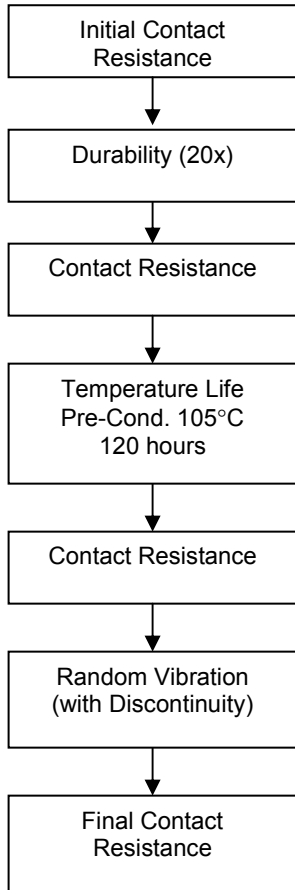 Initial Contact
Resistance
Durability (20x)
Contact Resistance
Temperature Life
Pre-Cond. 105°C
120 hours
Contact Resistance
Random Vibration
(with Discontinuity)
Final Contact
Resistance